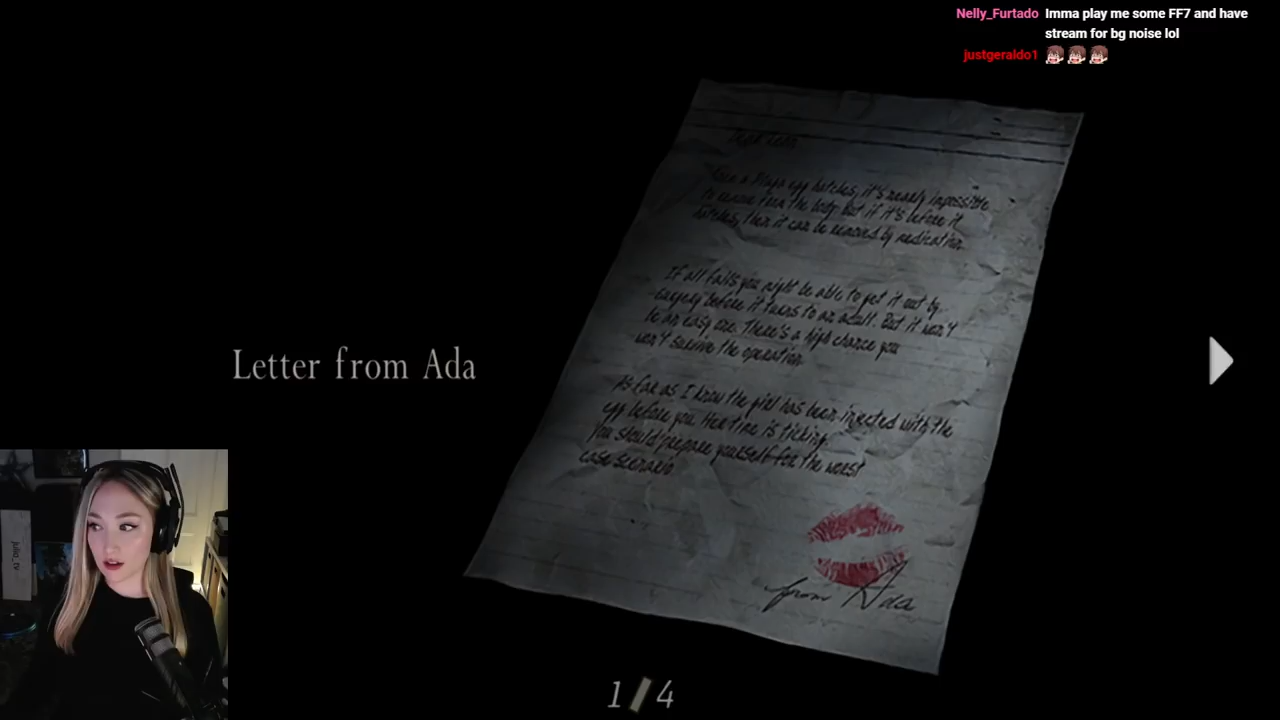 Nelly_Furtado Imma play me some FF7 and have
stream for bg noise lol
justgeraldo1
Dear Leon
Once a Plaga egg hatches, it's nearly impossible
to remove from the body. But if it's before it
hatches, then it can be removed by medication.
If all fails you might be able to get it out by
surgery before it turns to an adult. But it won't
be an easy one. There's a high chance you
won't survive the operation.
As far as I know the girl has been injected with the
egg before you. Her time is ticking.
You should prepare yourself for the worst
case scenario
from Ada
Letter from Ada
1/4